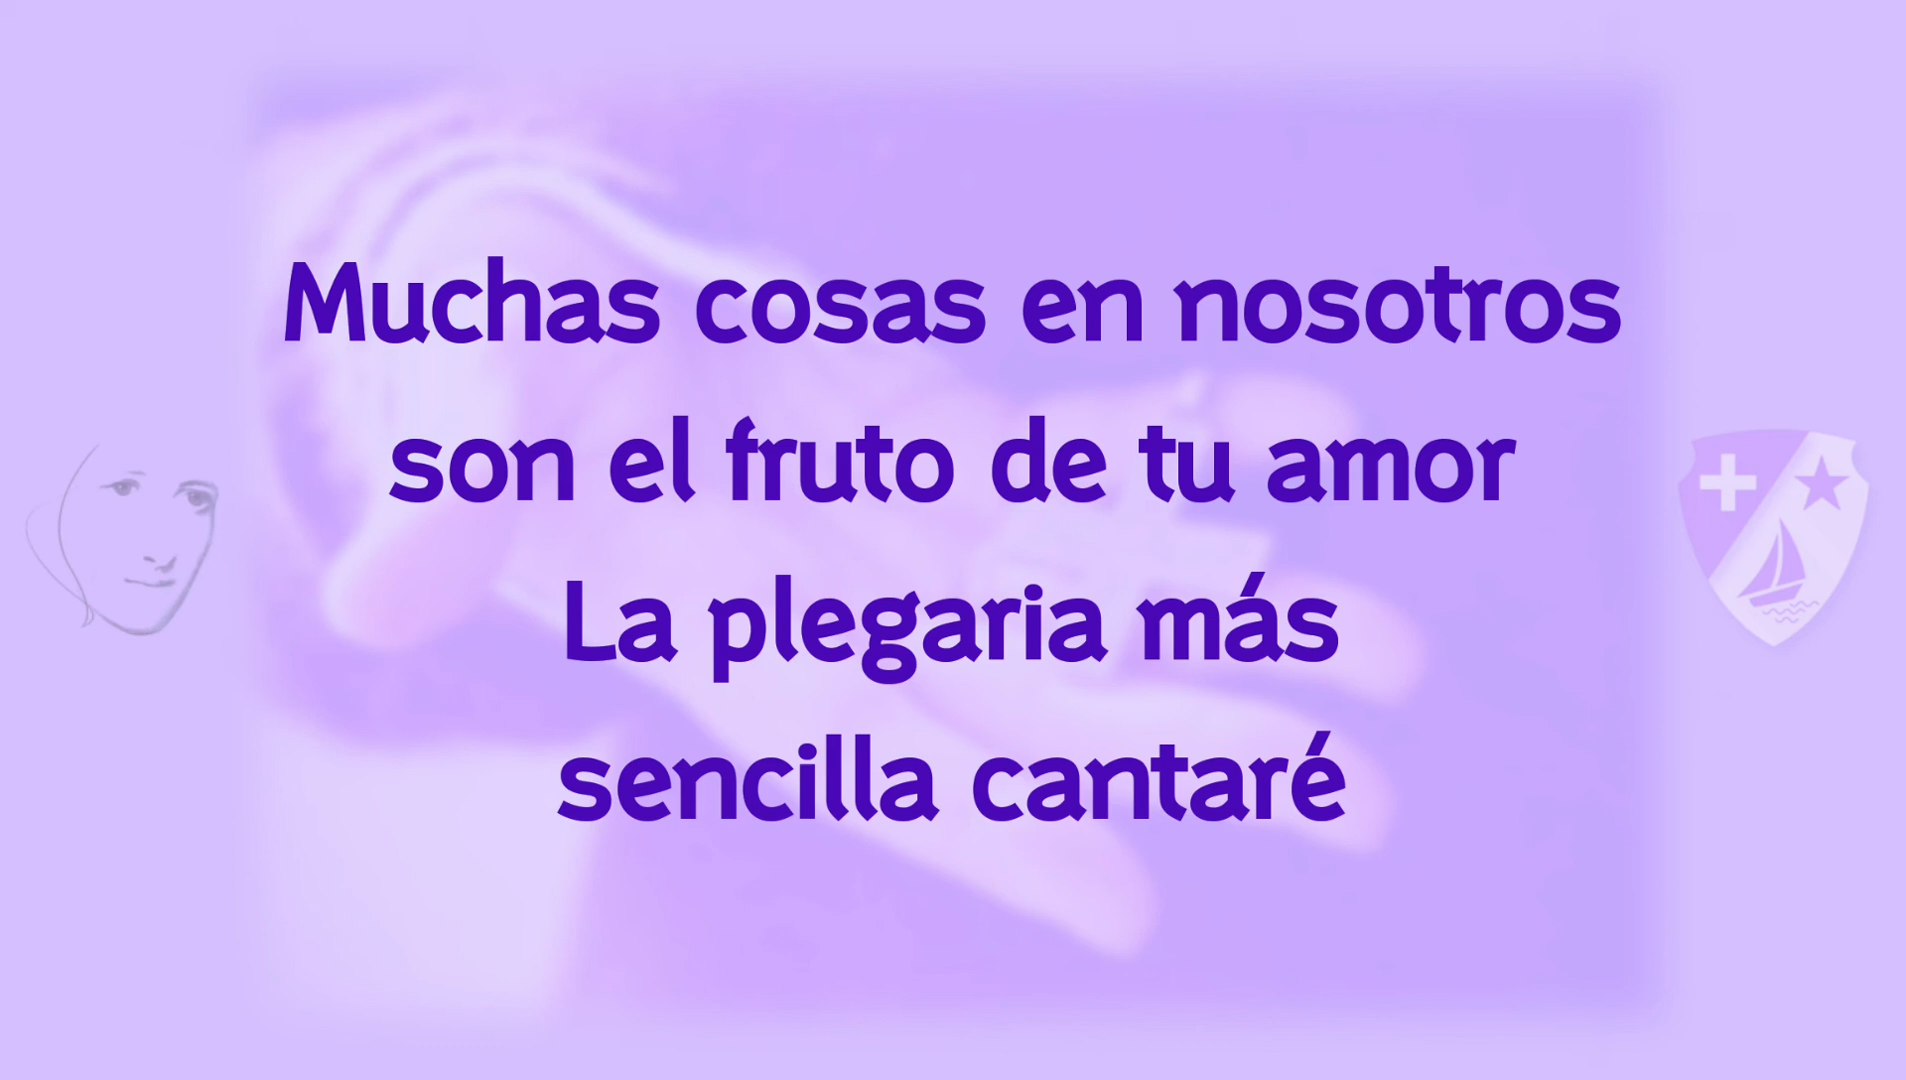 Muchas cosas en nosotros
son el fruto de tu amor
La plegaria más
sencilla cantaré